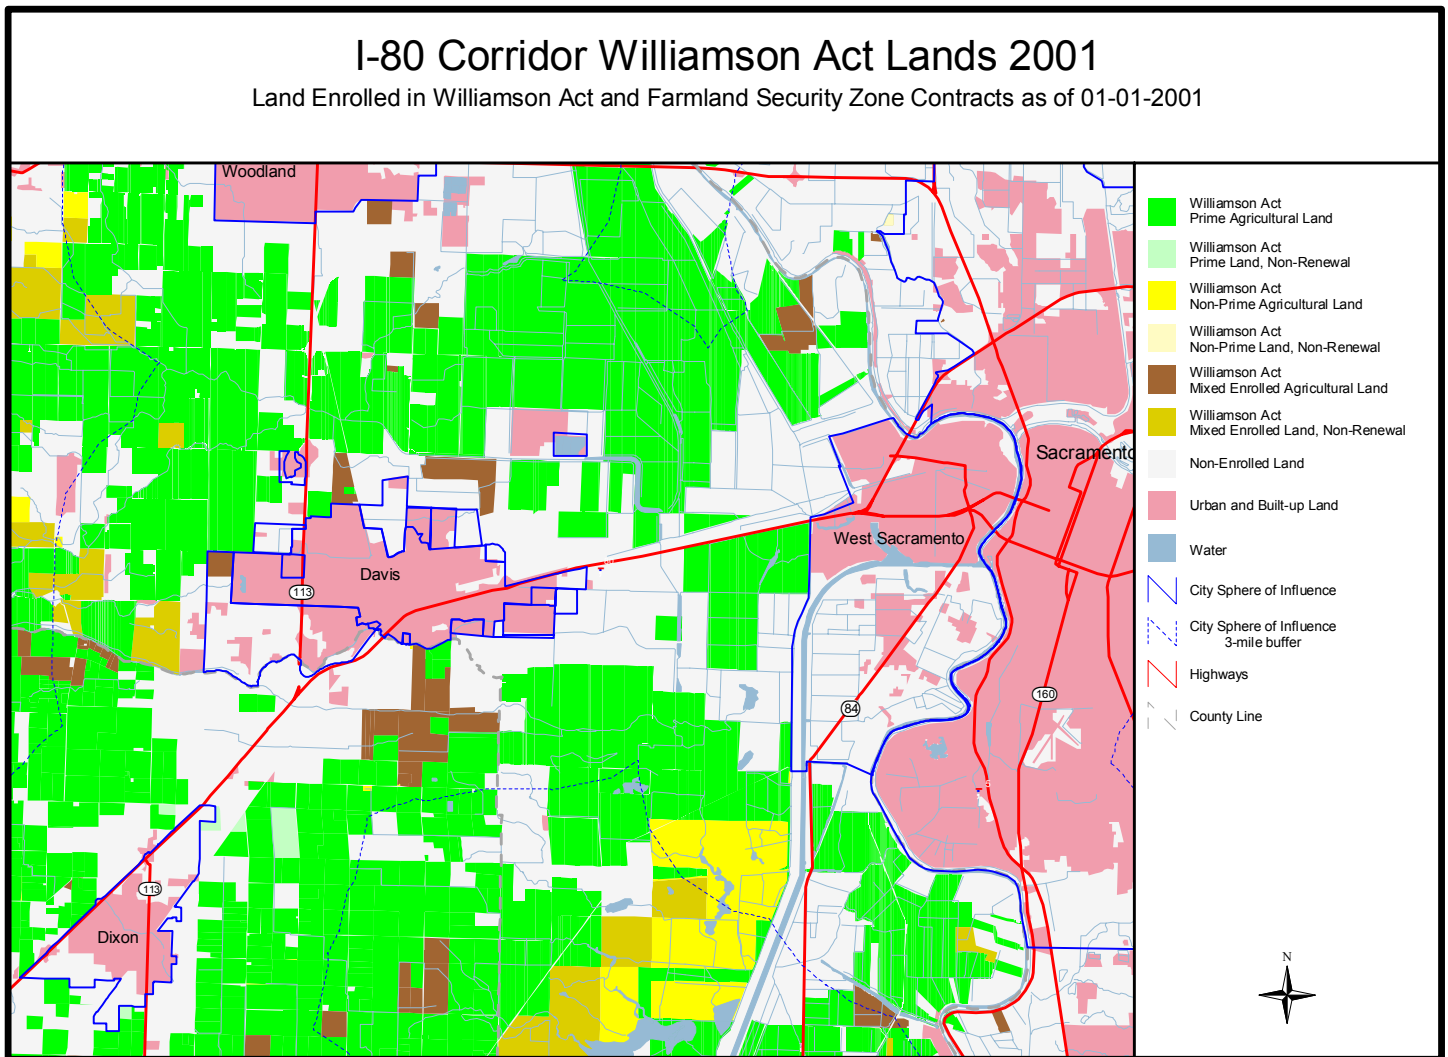 I-80 Corridor Williamson Act Lands 2001
Land Enrolled in Williamson Act and Farmland Security Zone Contracts as of 01-01-2001
Woodland
Sacramento
West Sacramento
Davis
113
84
160
113
Dixon
Williamson Act
Prime Agricultural Land
Williamson Act
Prime Land, Non-Renewal
Williamson Act
Non-Prime Agricultural Land
Williamson Act
Non-Prime Land, Non-Renewal
Williamson Act
Mixed Enrolled Agricultural Land
Williamson Act
Mixed Enrolled Land, Non-Renewal
Non-Enrolled Land
Urban and Built-up Land
Water
City Sphere of Influence
City Sphere of Influence
3-mile buffer
Highways
County Line
N